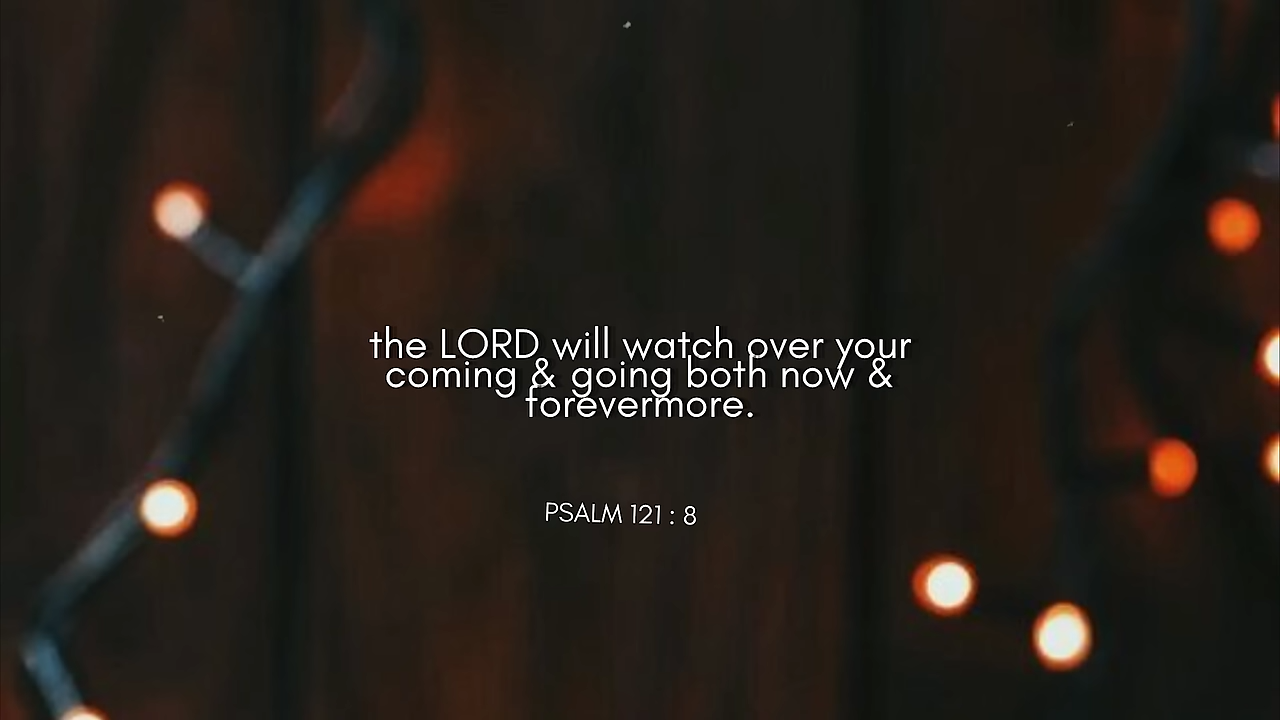 the LORD will watch over your
coming & going both now &
forevermore.
PSALM 121 : 8